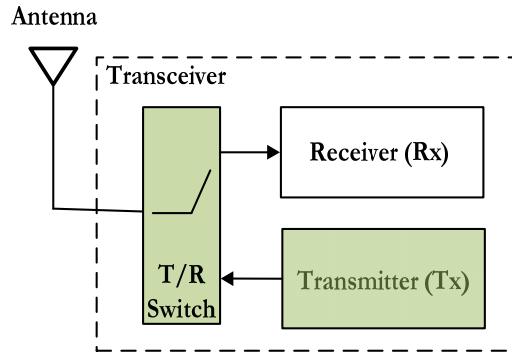 Antenna
Transceiver
Receiver (Rx)
T/R
Switch
Transmitter (Tx)